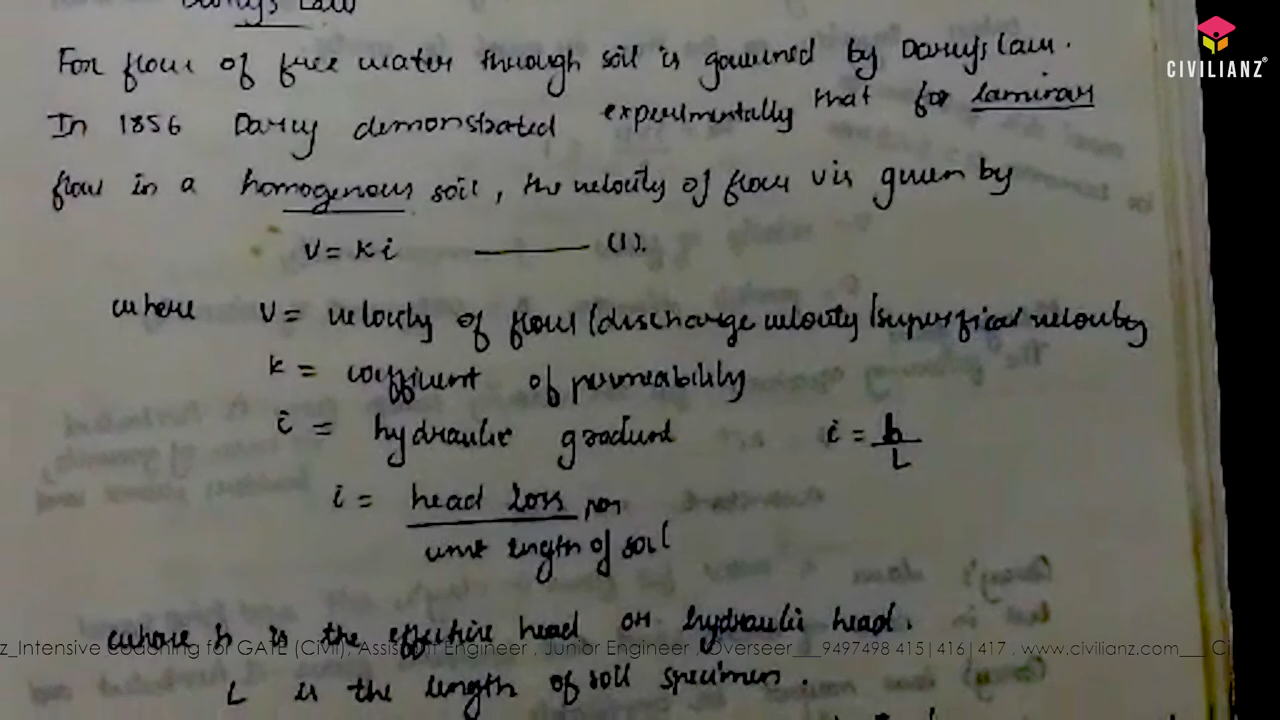 Darcy's Law
For flow of free water through soil is governed by Darcy's law.
In 1856 Darcy demonstrated experimentally that for laminar
flow in a homogenous soil, the velocity of flow v is given by
V = ki ——— (1).
where V = velocity of flow (discharge velocity / superfical velocity
k = coefficient of permeability
i = hydraulic gradient i = h/L
i = head loss per
unit length of soil
where h is the effective head or hydraulic head.
L is the length of soil specimen.
CIVILIANZ®
z_Intensive Coaching for GATE (Civil), Assistant Engineer , Junior Engineer , Overseer___9497498 415|416|417 , www.civilianz.com___ Ci